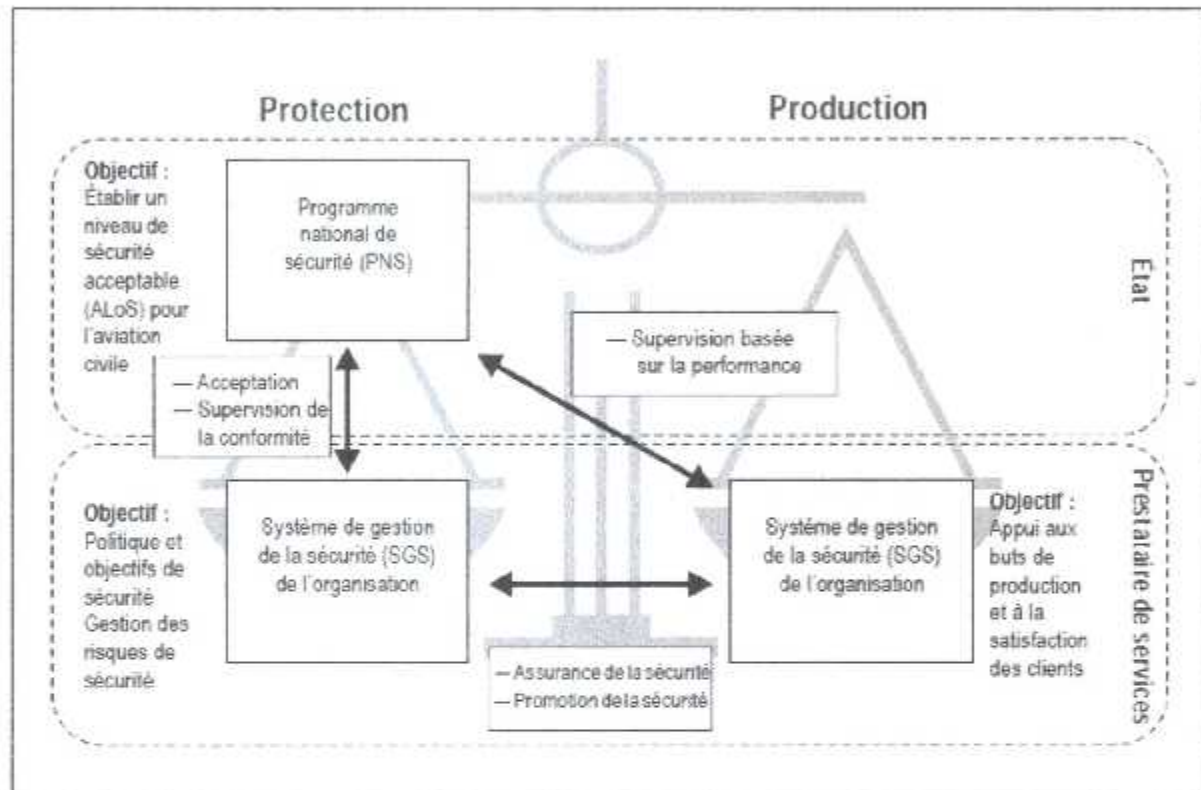 Protection
Production
Objectif :
Établir un
niveau de
sécurité
acceptable
(ALoS) pour
l'aviation
civile
Programme
national de
sécurité (PNS)
État
— Acceptation
— Supervision de
la conformité
— Supervision basée
sur la performance
Objectif :
Politique et
objectifs de
sécurité
Gestion des
risques de
sécurité
Système de gestion
de la sécurité (SGS)
de l'organisation
— Assurance de la sécurité
— Promotion de la sécurité
Système de gestion
de la sécurité (SGS)
de l'organisation
Objectif :
Appui aux
buts de
production
et à la
satisfaction
des clients
Prestataire de services